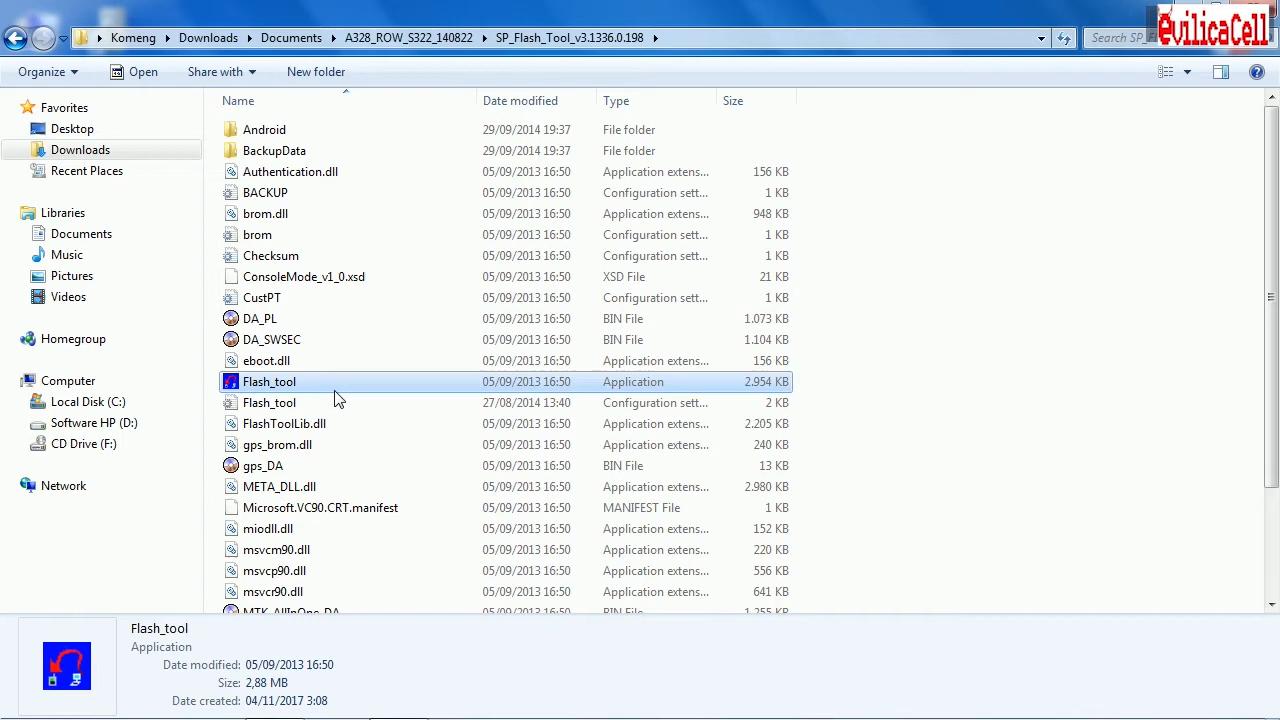 evilicaCell
Komeng Downloads Documents A328_ROW_S322_1409 SP_Flash_Tool_v3.1336.0.198 Search SP_Fl
Organize Open Share with New folder
Name Date modified Type Size
Favorites
Desktop
Downloads
Recent Places
Libraries
Documents
Music
Pictures
Videos
Homegroup
Computer
Local Disk (C:)
Software HP (D:)
CD Drive (F:)
Network
Android 29/09/2014 19:37 File folder
BackupData 29/09/2014 19:37 File folder
Authentication.dll 05/09/2013 16:50 Application extens... 156 KB
BACKUP 05/09/2013 16:50 Configuration sett... 1 KB
brom.dll 05/09/2013 16:50 Application extens... 948 KB
brom 05/09/2013 16:50 Configuration sett... 1 KB
Checksum 05/09/2013 16:50 Configuration sett... 1 KB
ConsoleMode_v1_0.xsd 05/09/2013 16:50 XSD File 21 KB
CustPT 05/09/2013 16:50 Configuration sett... 1 KB
DA_PL 05/09/2013 16:50 BIN File 1.073 KB
DA_SWSEC 05/09/2013 16:50 BIN File 1.104 KB
eboot.dll 05/09/2013 16:50 Application extens... 156 KB
Flash_tool 05/09/2013 16:50 Application 2.954 KB
Flash_tool 27/08/2014 13:40 Configuration sett... 2 KB
FlashToolLib.dll 05/09/2013 16:50 Application extens... 2.205 KB
gps_brom.dll 05/09/2013 16:50 Application extens... 240 KB
gps_DA 05/09/2013 16:50 BIN File 13 KB
META_DLL.dll 05/09/2013 16:50 Application extens... 2.980 KB
Microsoft.VC90.CRT.manifest 05/09/2013 16:50 MANIFEST File 1 KB
miodll.dll 05/09/2013 16:50 Application extens... 152 KB
msvcm90.dll 05/09/2013 16:50 Application extens... 220 KB
msvcp90.dll 05/09/2013 16:50 Application extens... 556 KB
msvcr90.dll 05/09/2013 16:50 Application extens... 641 KB
MTK_AllInOne_DA 05/09/2013 16:50 BIN File 1.255 KB
Flash_tool
Application
Date modified: 05/09/2013 16:50
Size: 2,88 MB
Date created: 04/11/2017 3:08